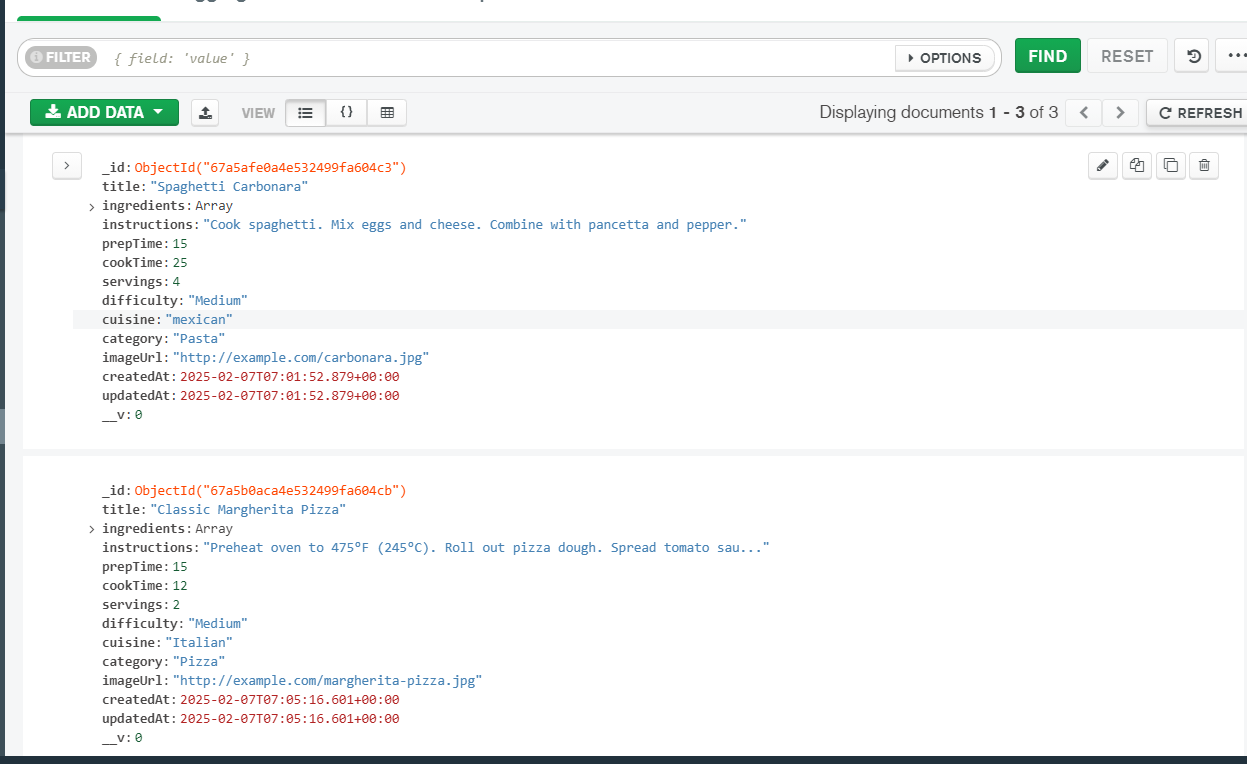 FILTER { field: 'value' } OPTIONS FIND RESET
ADD DATA VIEW { } Displaying documents 1 - 3 of 3 REFRESH
_id: ObjectId("67a5afe0a4e532499fa604c3")
title: "Spaghetti Carbonara"
ingredients: Array
instructions: "Cook spaghetti. Mix eggs and cheese. Combine with pancetta and pepper."
prepTime: 15
cookTime: 25
servings: 4
difficulty: "Medium"
cuisine: "mexican"
category: "Pasta"
imageUrl: "http://example.com/carbonara.jpg"
createdAt: 2025-02-07T07:01:52.879+00:00
updatedAt: 2025-02-07T07:01:52.879+00:00
__v: 0
_id: ObjectId("67a5b0aca4e532499fa604cb")
title: "Classic Margherita Pizza"
ingredients: Array
instructions: "Preheat oven to 475°F (245°C). Roll out pizza dough. Spread tomato sau..."
prepTime: 15
cookTime: 12
servings: 2
difficulty: "Medium"
cuisine: "Italian"
category: "Pizza"
imageUrl: "http://example.com/margherita-pizza.jpg"
createdAt: 2025-02-07T07:05:16.601+00:00
updatedAt: 2025-02-07T07:05:16.601+00:00
__v: 0